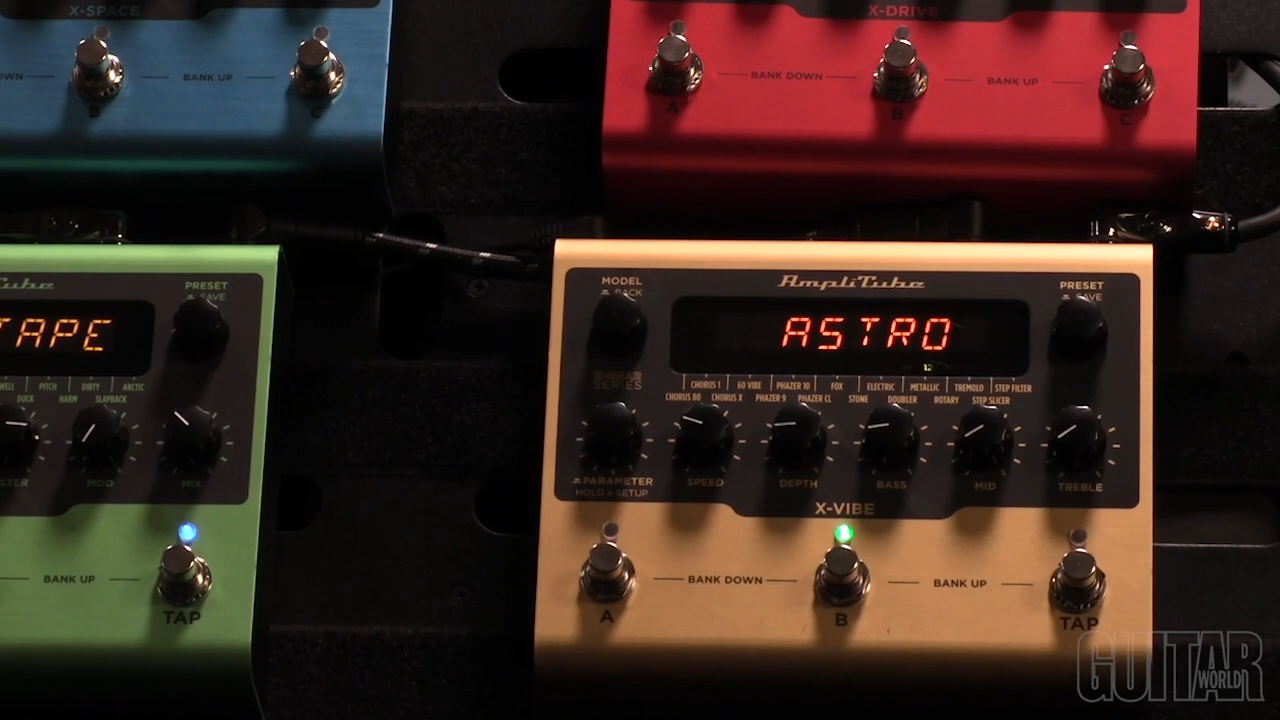 X-SPACE
BANK UP
X-DRIVE
BANK DOWN
BANK UP
A
B
C
PRESET
SAVE
TAPE
PITCH
DIRTY
ARCTIC
DUCK
HARM
SLAPBACK
MOD
MIX
BANK UP
TAP
MODEL
BACK
AmpliTube
PRESET
SAVE
ASTRO
12
X-GEAR
SERIES
CHORUS 1 60 VIBE PHAZER 10 FOX ELECTRIC METALLIC TREMOLO STEP FILTER
CHORUS 80 CHORUS X PHAZER 9 PHAZER CL STONE DOUBLER ROTARY STEP SLICER
PARAMETER
HOLD > SETUP
SPEED
DEPTH
BASS
MID
TREBLE
X-VIBE
BANK DOWN
BANK UP
A
B
TAP
GUITAR
WORLD